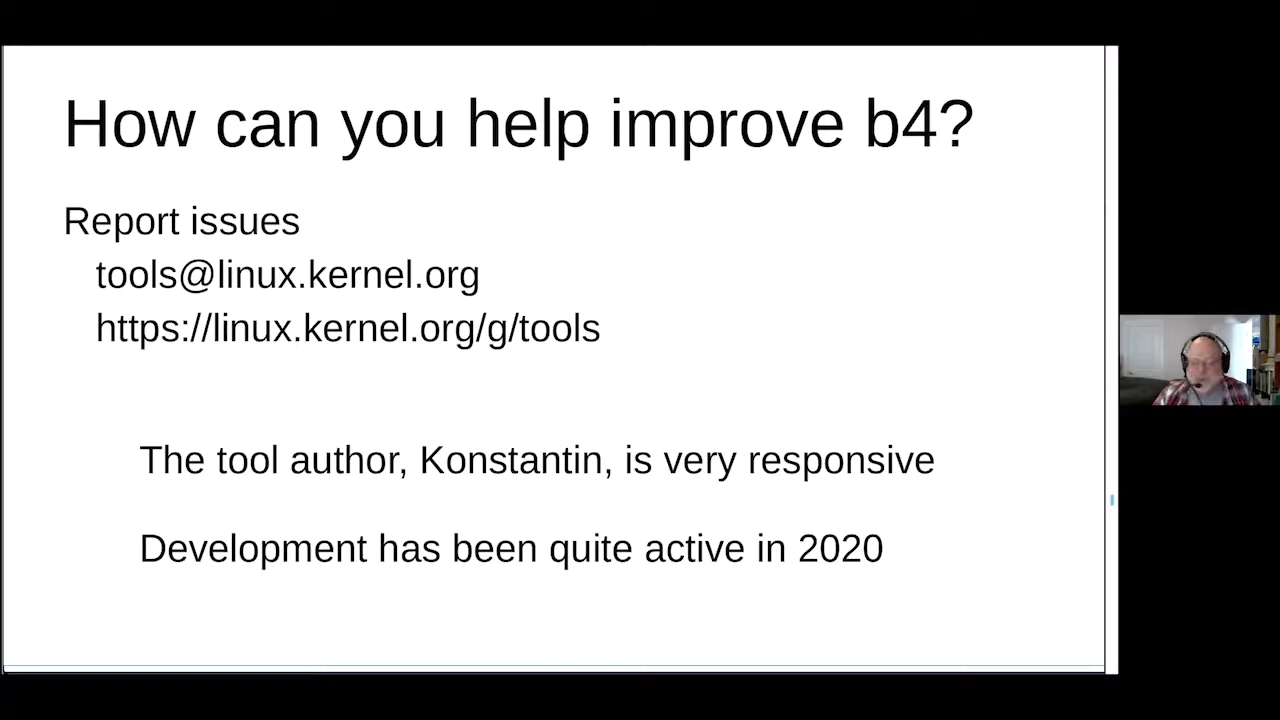 How can you help improve b4?
Report issues
tools@linux.kernel.org
https://linux.kernel.org/g/tools
The tool author, Konstantin, is very responsive
Development has been quite active in 2020